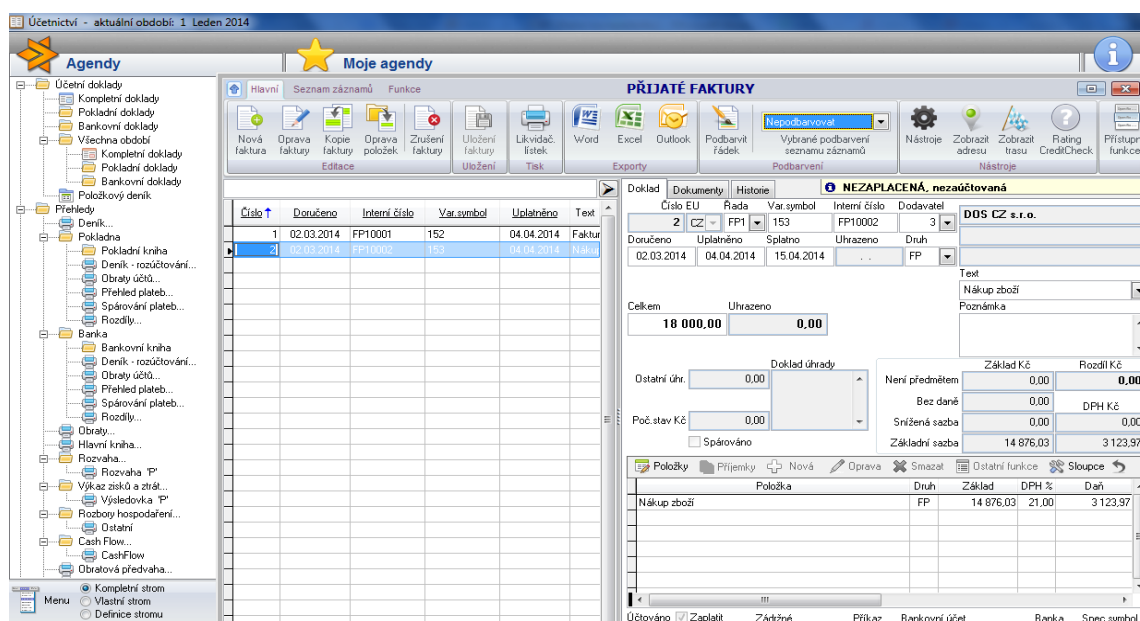 Účetnictví - aktuální období: 1 Leden 2014
Agendy
Moje agendy
Účetní doklady
Kompletní doklady
Pokladní doklady
Bankovní doklady
Všechna období
Kompletní doklady
Pokladní doklady
Bankovní doklady
Položkový deník
Přehledy
Deník...
Pokladna
Pokladní kniha
Deník - rozúčtování...
Obraty účtů...
Přehled plateb...
Spárování plateb...
Rozdíly...
Banka
Bankovní kniha
Deník - rozúčtování...
Obraty účtů...
Přehled plateb...
Spárování plateb...
Rozdíly...
Obraty...
Hlavní kniha...
Rozvaha...
Rozvaha 'P'
Výkaz zisků a ztrát...
Výsledovka 'P'
Rozbory hospodaření...
Ostatní
Cash Flow...
CashFlow
Obratová předvaha...
Menu
Kompletní strom
Vlastní strom
Definice stromu
Hlavní Seznam záznamů Funkce PŘIJATÉ FAKTURY
Nová faktura
Oprava faktury
Kopie faktury
Oprava položek
Zrušení faktury
Uložení faktury
Likvidač. lístek
Word
Excel
Outlook
Podbarvit řádek
Nepodbarvovat
Vybrané podbarvení seznamu záznamů
Nástroje
Zobrazit adresu
Zobrazit trasu
Rating CreditCheck
Přístupn funkce
Editace Uložení Tisk Exporty Podbarvení Nástroje
Číslo Doručeno Interní číslo Var.symbol Uplatněno Text
1 02.03.2014 FP10001 152 04.04.2014 Faktur
2 02.03.2014 FP10002 153 04.04.2014 Nákup
Doklad Dokumenty Historie NEZAPLACENÁ, nezaúčtovaná
Číslo EU Řada Var.symbol Interní číslo Dodavatel
2 CZ FP1 153 FP10002 3 DOS CZ s.r.o.
Doručeno Uplatněno Splatno Uhrazeno Druh
02.03.2014 04.04.2014 15.04.2014 . . FP
Text
Nákup zboží
Celkem Uhrazeno Poznámka
18 000,00 0,00
Doklad úhrady
Ostatní úhr. 0,00
Poč.stav Kč 0,00
Spárováno
Základ Kč Rozdíl Kč
Není předmětem 0,00 0,00
Bez daně 0,00 DPH Kč
Snížená sazba 0,00 0,00
Základní sazba 14 876,03 3 123,97
Položky Příjemky Nová Oprava Smazat Ostatní funkce Sloupce
Položka Druh Základ DPH % Daň
Nákup zboží FP 14 876,03 21,00 3 123,97
Účtováno Zaplatit Zádržné Příkaz Bankovní účet Banka Spec.symbol